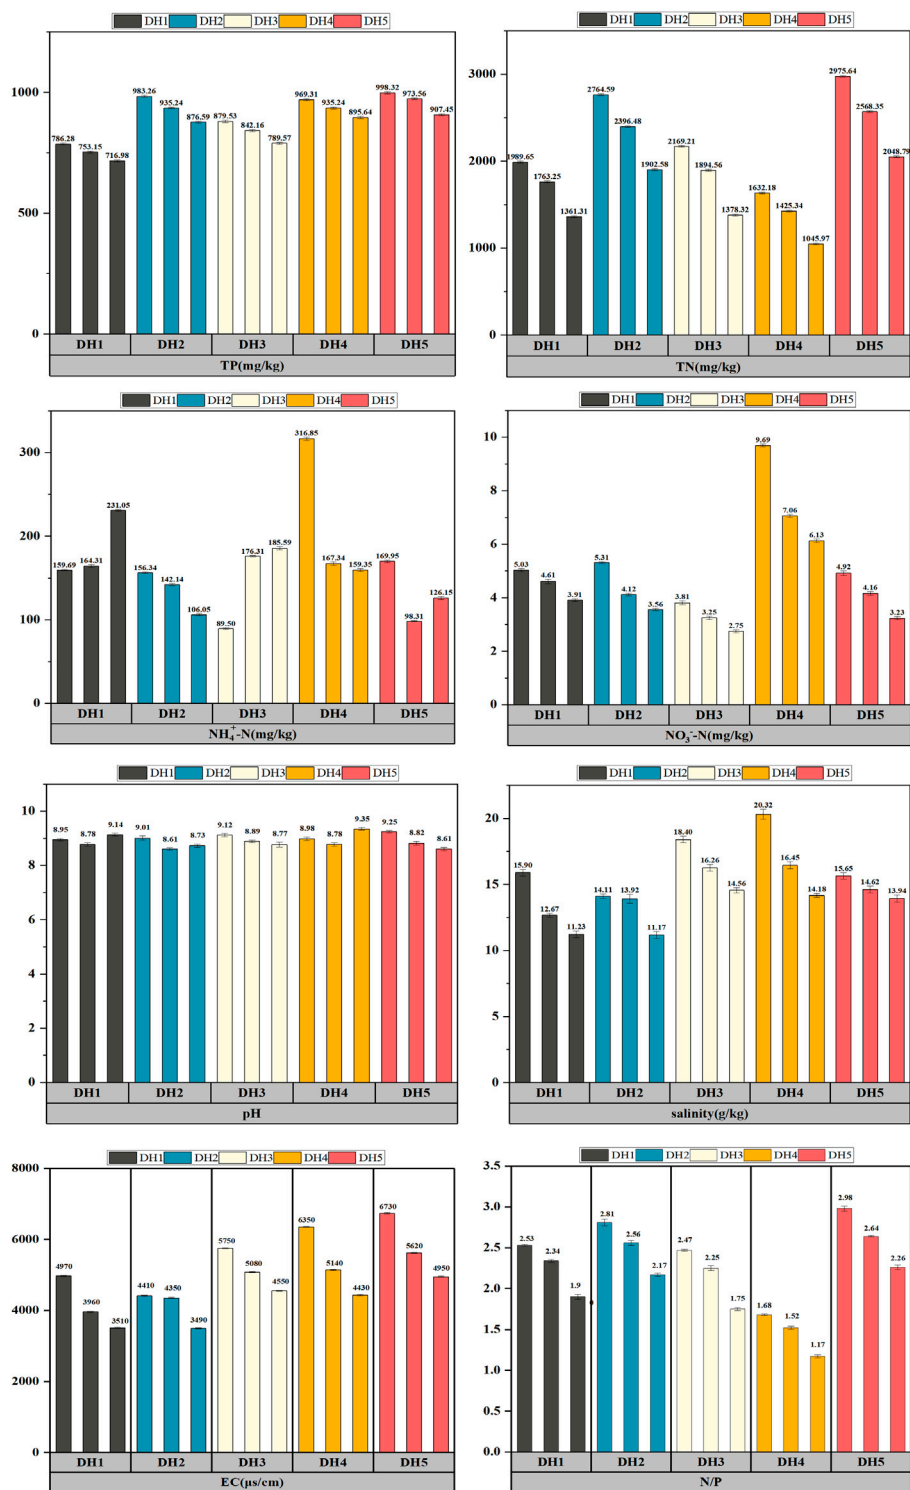 DH1 DH2 DH3 DH4 DH5
1000
500
0
786.28 753.15 716.98 983.26 935.24 876.59 879.53 842.16 789.57 969.31 935.24 895.64 998.32 973.56 907.45
DH1 DH2 DH3 DH4 DH5
TP(mg/kg)
DH1 DH2 DH3 DH4 DH5
3000
2000
1000
0
1989.65 1763.25 1361.31 2764.59 2396.48 1902.58 2169.21 1894.56 1378.32 1632.18 1425.34 1045.97 2975.64 2568.35 2048.79
DH1 DH2 DH3 DH4 DH5
TN(mg/kg)
DH1 DH2 DH3 DH4 DH5
300
200
100
0
159.69 164.31 231.05 156.34 142.14 106.05 89.50 176.31 185.59 316.85 167.34 159.35 169.95 98.31 126.15
DH1 DH2 DH3 DH4 DH5
NH₄⁺-N(mg/kg)
DH1 DH2 DH3 DH4 DH5
10
8
6
4
2
0
5.03 4.61 3.91 5.31 4.12 3.56 3.81 3.25 2.75 9.69 7.06 6.13 4.92 4.16 3.23
DH1 DH2 DH3 DH4 DH5
NO₃⁻-N(mg/kg)
DH1 DH2 DH3 DH4 DH5
10
8
6
4
2
0
8.95 8.78 9.14 9.01 8.61 8.73 9.12 8.89 8.77 8.98 8.78 9.35 9.25 8.82 8.61
DH1 DH2 DH3 DH4 DH5
pH
DH1 DH2 DH3 DH4 DH5
20
15
10
5
0
15.90 12.67 11.23 14.11 13.92 11.17 18.40 16.26 14.56 20.32 16.45 14.18 15.65 14.62 13.94
DH1 DH2 DH3 DH4 DH5
salinity(g/kg)
DH1 DH2 DH3 DH4 DH5
8000
6000
4000
2000
0
4970 3960 3510 4410 4350 3490 5750 5080 4550 6350 5140 4430 6730 5620 4950
DH1 DH2 DH3 DH4 DH5
EC(μs/cm)
DH1 DH2 DH3 DH4 DH5
3.5
3.0
2.5
2.0
1.5
1.0
0.5
0.0
2.53 2.34 1.9 2.81 2.56 2.17 2.47 2.25 1.75 1.68 1.52 1.17 2.98 2.64 2.26
DH1 DH2 DH3 DH4 DH5
N/P